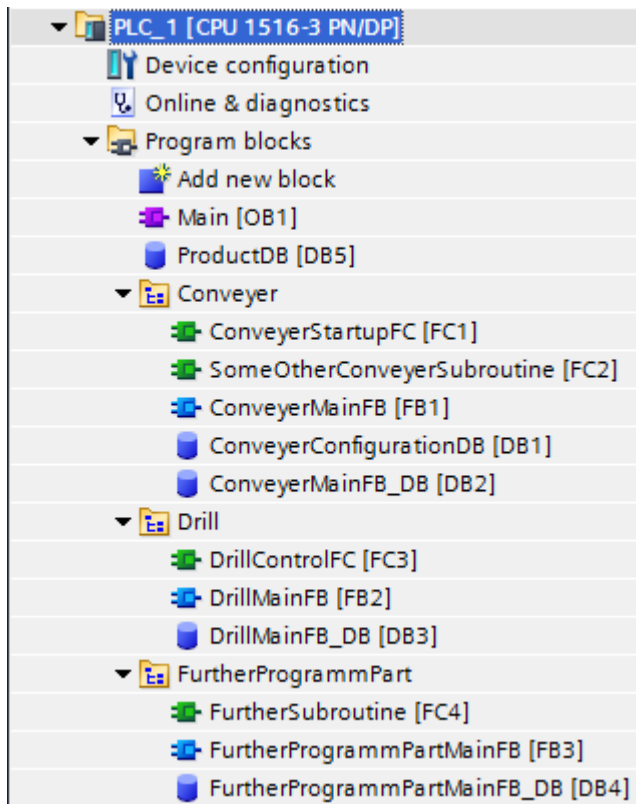 PLC_1 [CPU 1516-3 PN/DP]
Device configuration
Online & diagnostics
Program blocks
Add new block
Main [OB1]
ProductDB [DB5]
Conveyer
ConveyerStartupFC [FC1]
SomeOtherConveyerSubroutine [FC2]
ConveyerMainFB [FB1]
ConveyerConfigurationDB [DB1]
ConveyerMainFB_DB [DB2]
Drill
DrillControlFC [FC3]
DrillMainFB [FB2]
DrillMainFB_DB [DB3]
FurtherProgrammPart
FurtherSubroutine [FC4]
FurtherProgrammPartMainFB [FB3]
FurtherProgrammPartMainFB_DB [DB4]